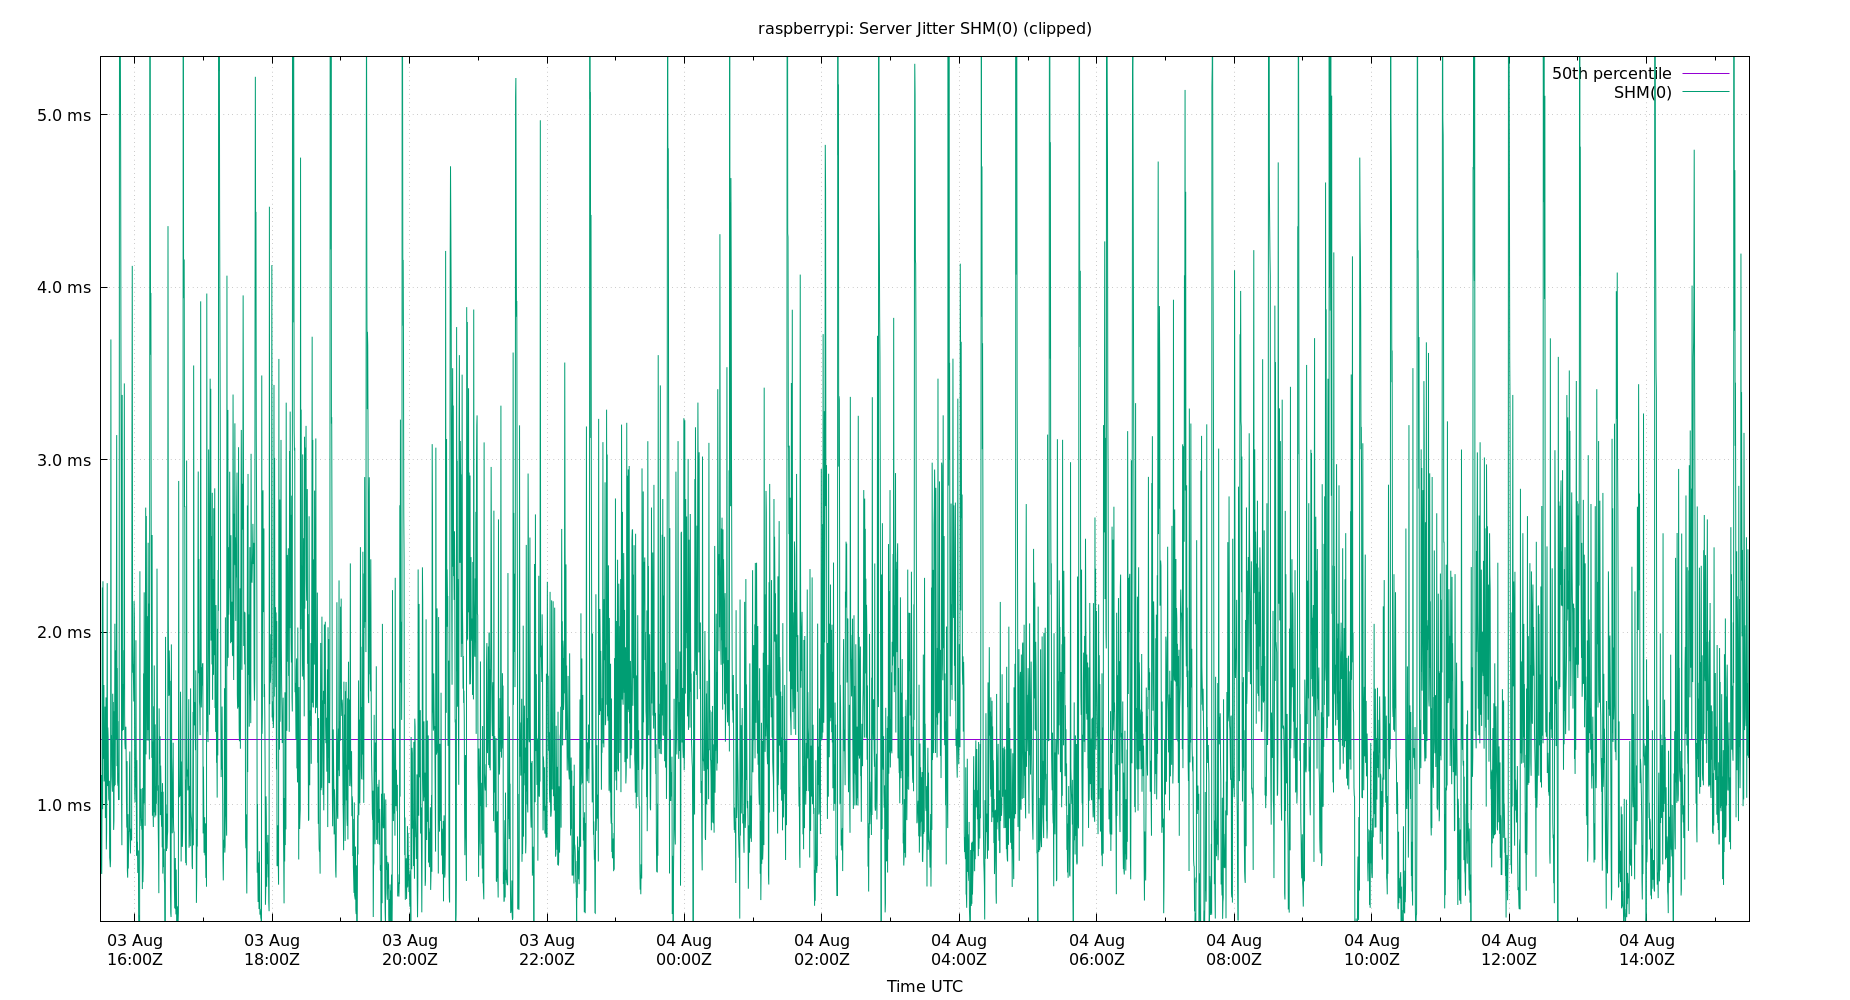 raspberrypi: Server Jitter SHM(0) (clipped)
50th percentile
SHM(0)
5.0 ms
4.0 ms
3.0 ms
2.0 ms
1.0 ms
03 Aug 03 Aug 03 Aug 03 Aug 04 Aug 04 Aug 04 Aug 04 Aug 04 Aug 04 Aug 04 Aug 04 Aug
16:00Z 18:00Z 20:00Z 22:00Z 00:00Z 02:00Z 04:00Z 06:00Z 08:00Z 10:00Z 12:00Z 14:00Z
Time UTC